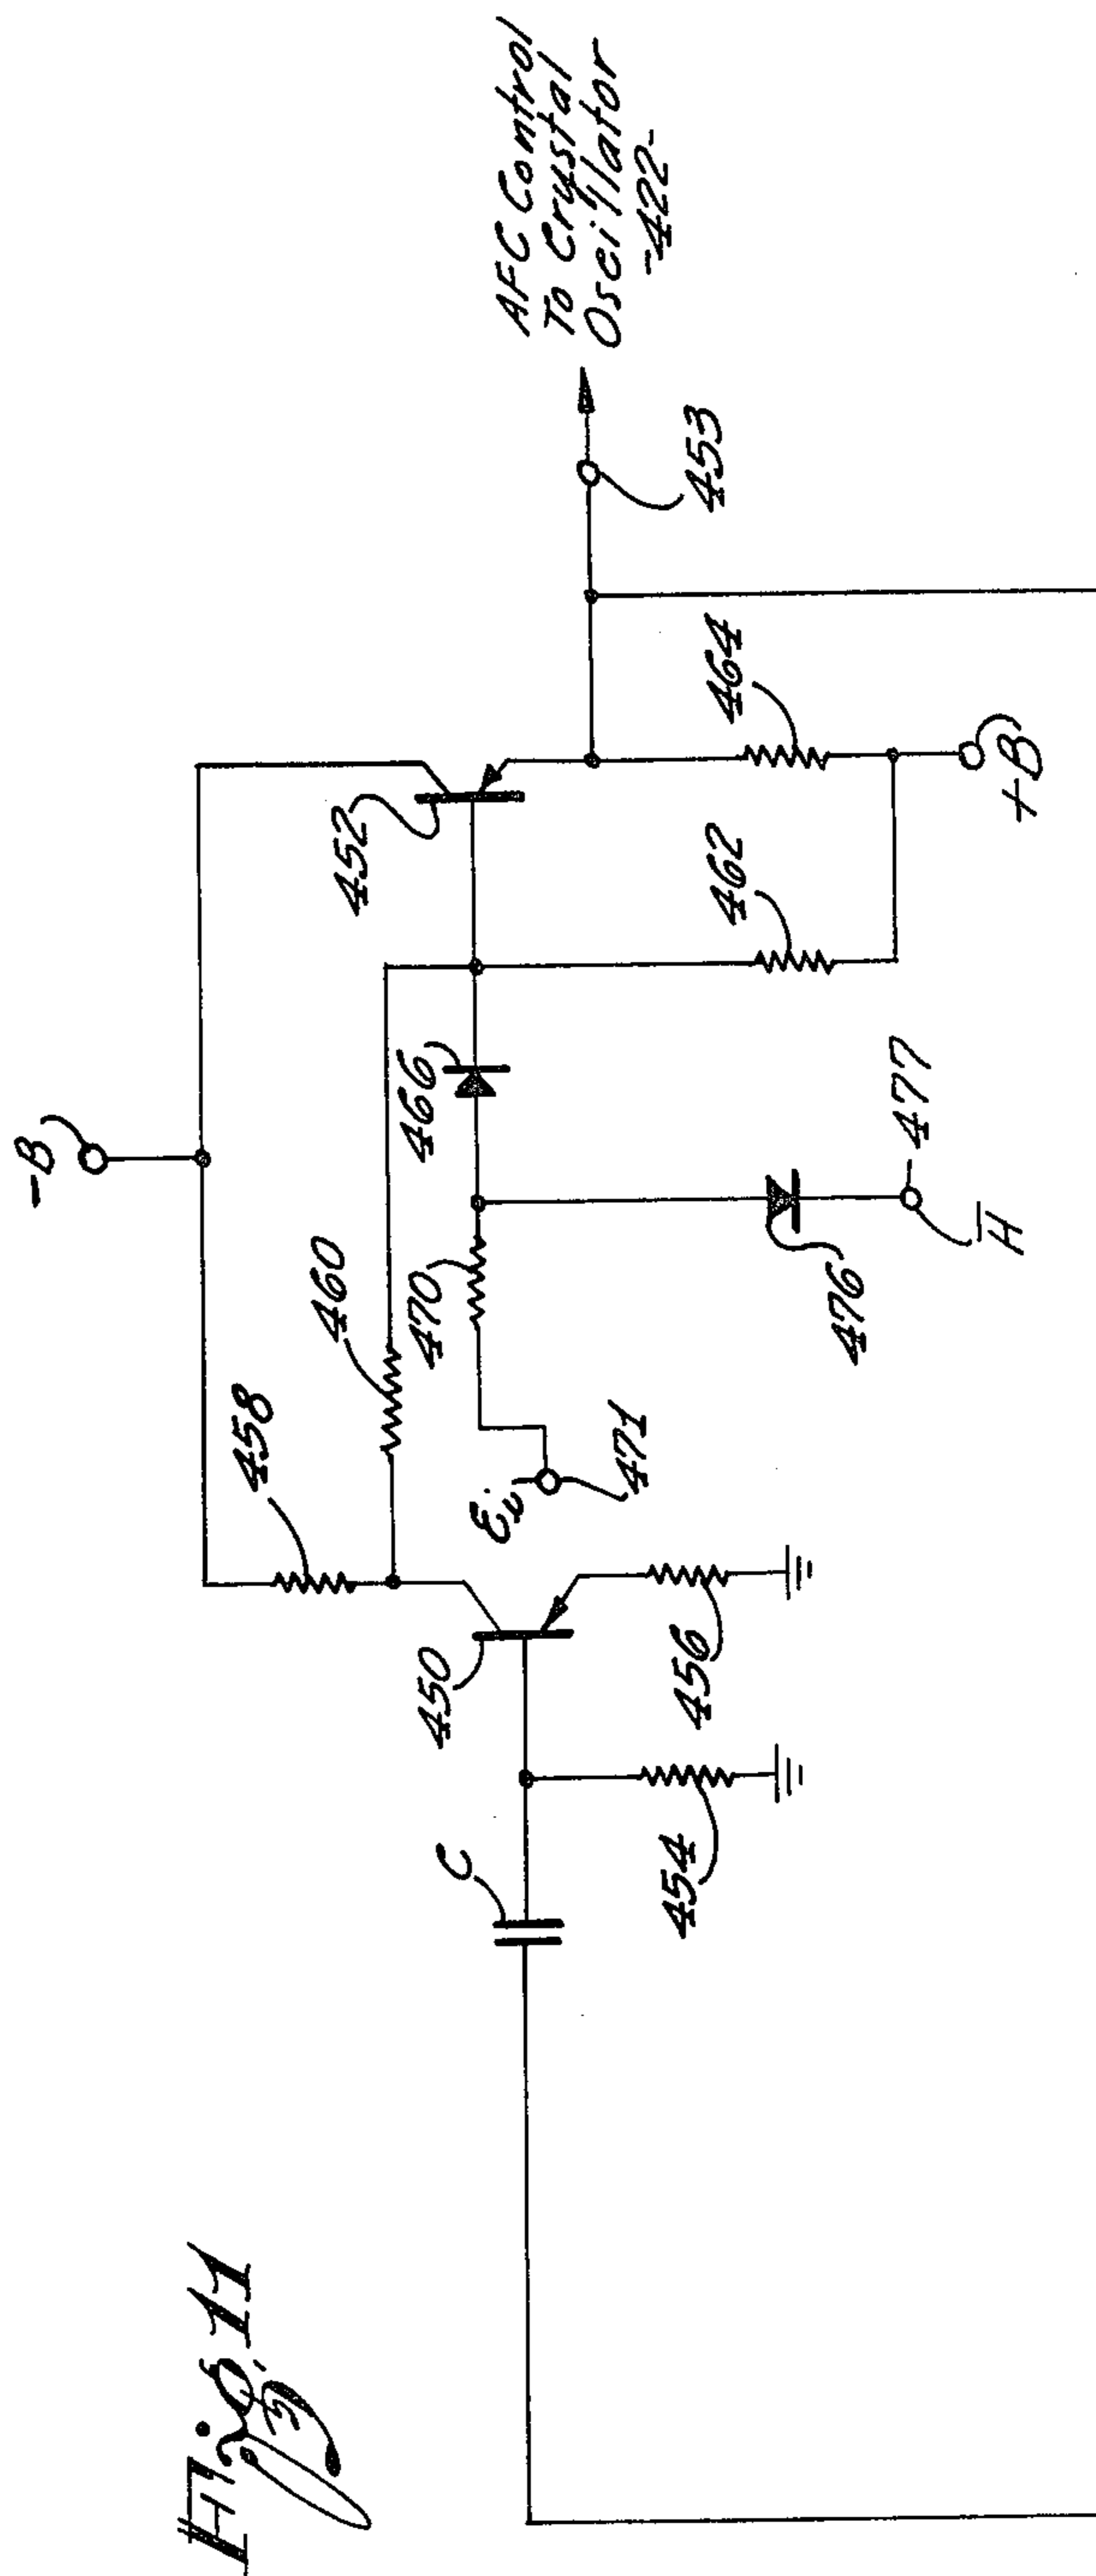 Fig. 11
-B
458
460
452
450
466
470
AFC Control
To Crystal
Oscillator
-422-
453
C
Ei
471
462
464
454
456
476
477
H̅
+B